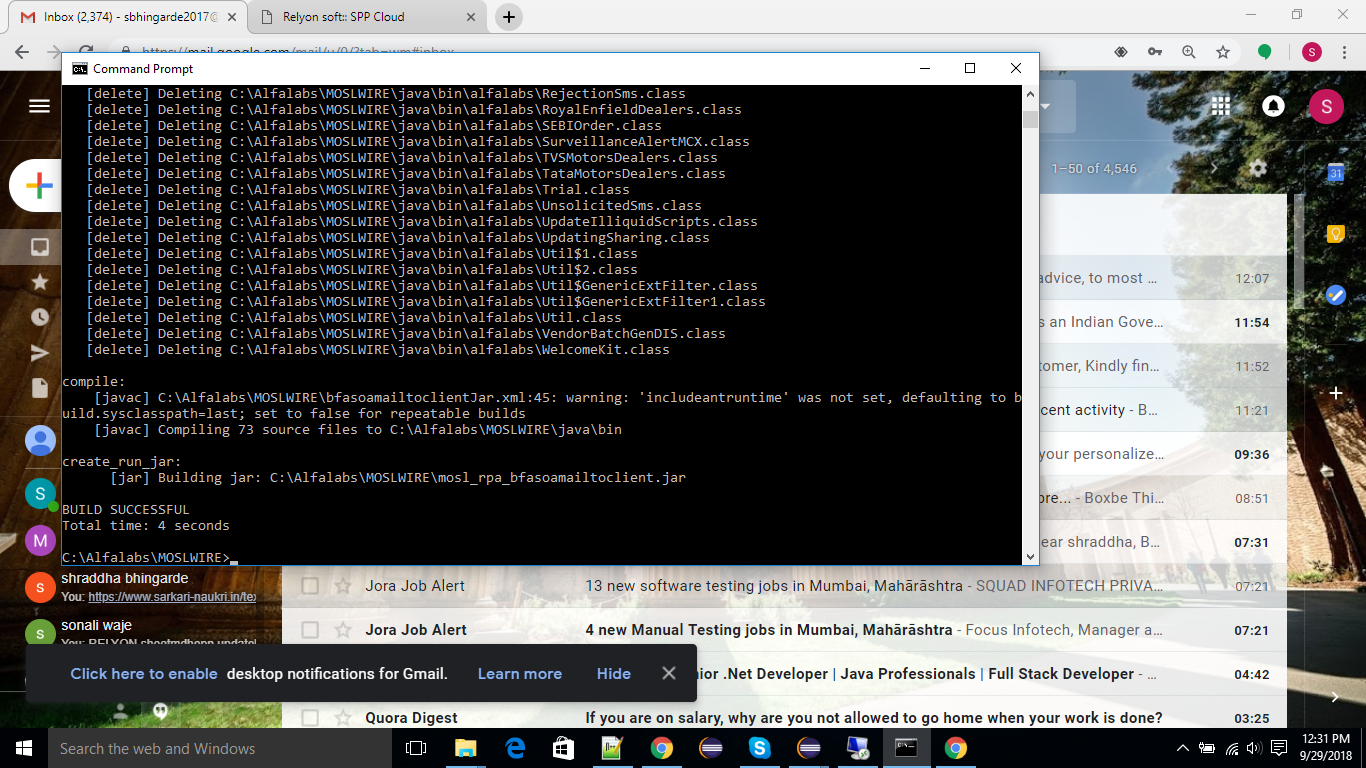 Inbox (2,374) - sbhingarde2017@
Relyon soft:: SPP Cloud
https://mail.google.com/mail/u/0/?tab=wm#inbox
S
Command Prompt
[delete] Deleting C:\Alfalabs\MOSLWIRE\java\bin\alfalabs\RejectionSms.class
[delete] Deleting C:\Alfalabs\MOSLWIRE\java\bin\alfalabs\RoyalEnfieldDealers.class
[delete] Deleting C:\Alfalabs\MOSLWIRE\java\bin\alfalabs\SEBIOrder.class
[delete] Deleting C:\Alfalabs\MOSLWIRE\java\bin\alfalabs\SurveillanceAlertMCX.class
[delete] Deleting C:\Alfalabs\MOSLWIRE\java\bin\alfalabs\TVSMotorsDealers.class
[delete] Deleting C:\Alfalabs\MOSLWIRE\java\bin\alfalabs\TataMotorsDealers.class
[delete] Deleting C:\Alfalabs\MOSLWIRE\java\bin\alfalabs\Trial.class
[delete] Deleting C:\Alfalabs\MOSLWIRE\java\bin\alfalabs\UnsolicitedSms.class
[delete] Deleting C:\Alfalabs\MOSLWIRE\java\bin\alfalabs\UpdateIlliquidScripts.class
[delete] Deleting C:\Alfalabs\MOSLWIRE\java\bin\alfalabs\UpdatingSharing.class
[delete] Deleting C:\Alfalabs\MOSLWIRE\java\bin\alfalabs\Util$1.class
[delete] Deleting C:\Alfalabs\MOSLWIRE\java\bin\alfalabs\Util$2.class
[delete] Deleting C:\Alfalabs\MOSLWIRE\java\bin\alfalabs\Util$GenericExtFilter.class
[delete] Deleting C:\Alfalabs\MOSLWIRE\java\bin\alfalabs\Util$GenericExtFilter1.class
[delete] Deleting C:\Alfalabs\MOSLWIRE\java\bin\alfalabs\Util.class
[delete] Deleting C:\Alfalabs\MOSLWIRE\java\bin\alfalabs\VendorBatchGenDIS.class
[delete] Deleting C:\Alfalabs\MOSLWIRE\java\bin\alfalabs\WelcomeKit.class
compile:
[javac] C:\Alfalabs\MOSLWIRE\bfasoamailtoclientJar.xml:45: warning: 'includeantruntime' was not set, defaulting to b
uild.sysclasspath=last; set to false for repeatable builds
[javac] Compiling 73 source files to C:\Alfalabs\MOSLWIRE\java\bin
create_run_jar:
[jar] Building jar: C:\Alfalabs\MOSLWIRE\mosl_rpa_bfasoamailtoclient.jar
BUILD SUCCESSFUL
Total time: 4 seconds
C:\Alfalabs\MOSLWIRE>
S
1–50 of 4,546
31
advice, to most ... 12:07
s an Indian Gove... 11:54
tomer, Kindly fin... 11:52
cent activity - B... 11:21
your personalize... 09:36
ore... - Boxbe Thi... 08:51
ear shraddha, B... 07:31
S
M
s
shraddha bhingarde
You: https://www.sarkari-naukri.in/tex
s
sonali waje
Jora Job Alert 13 new software testing jobs in Mumbai, Mahārāshtra - SQUAD INFOTECH PRIVA... 07:21
Jora Job Alert 4 new Manual Testing jobs in Mumbai, Mahārāshtra - Focus Infotech, Manager a... 07:21
nior .Net Developer | Java Professionals | Full Stack Developer - ... 04:42
Quora Digest If you are on salary, why are you not allowed to go home when your work is done? 03:25
Click here to enable desktop notifications for Gmail. Learn more Hide
Search the web and Windows
12:31 PM
9/29/2018